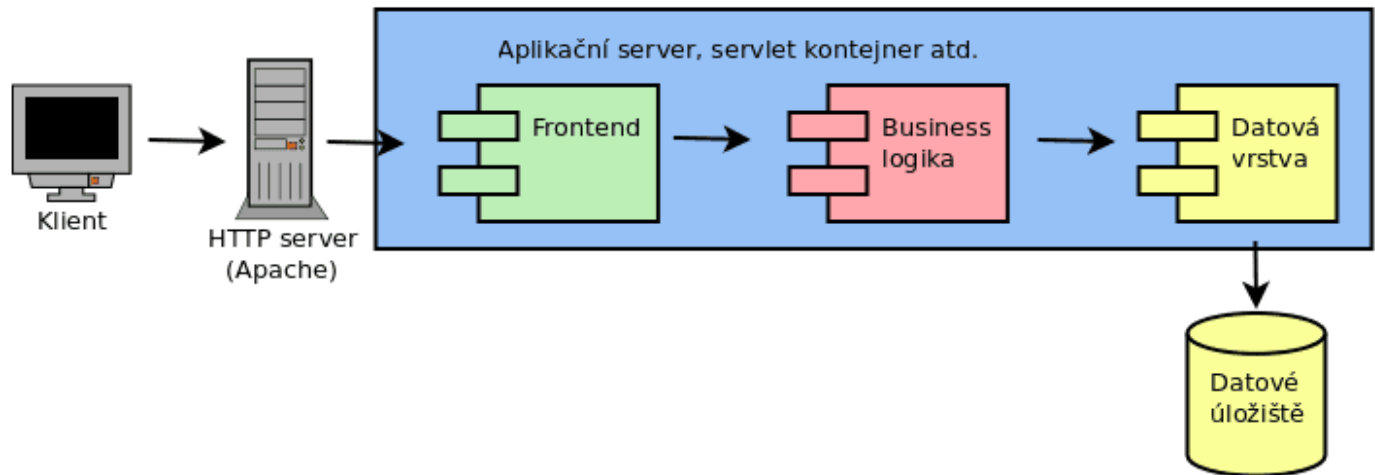 Aplikační server, servlet kontejner atd.
Klient
HTTP server
(Apache)
Frontend
Business
logika
Datová
vrstva
Datové
úložiště